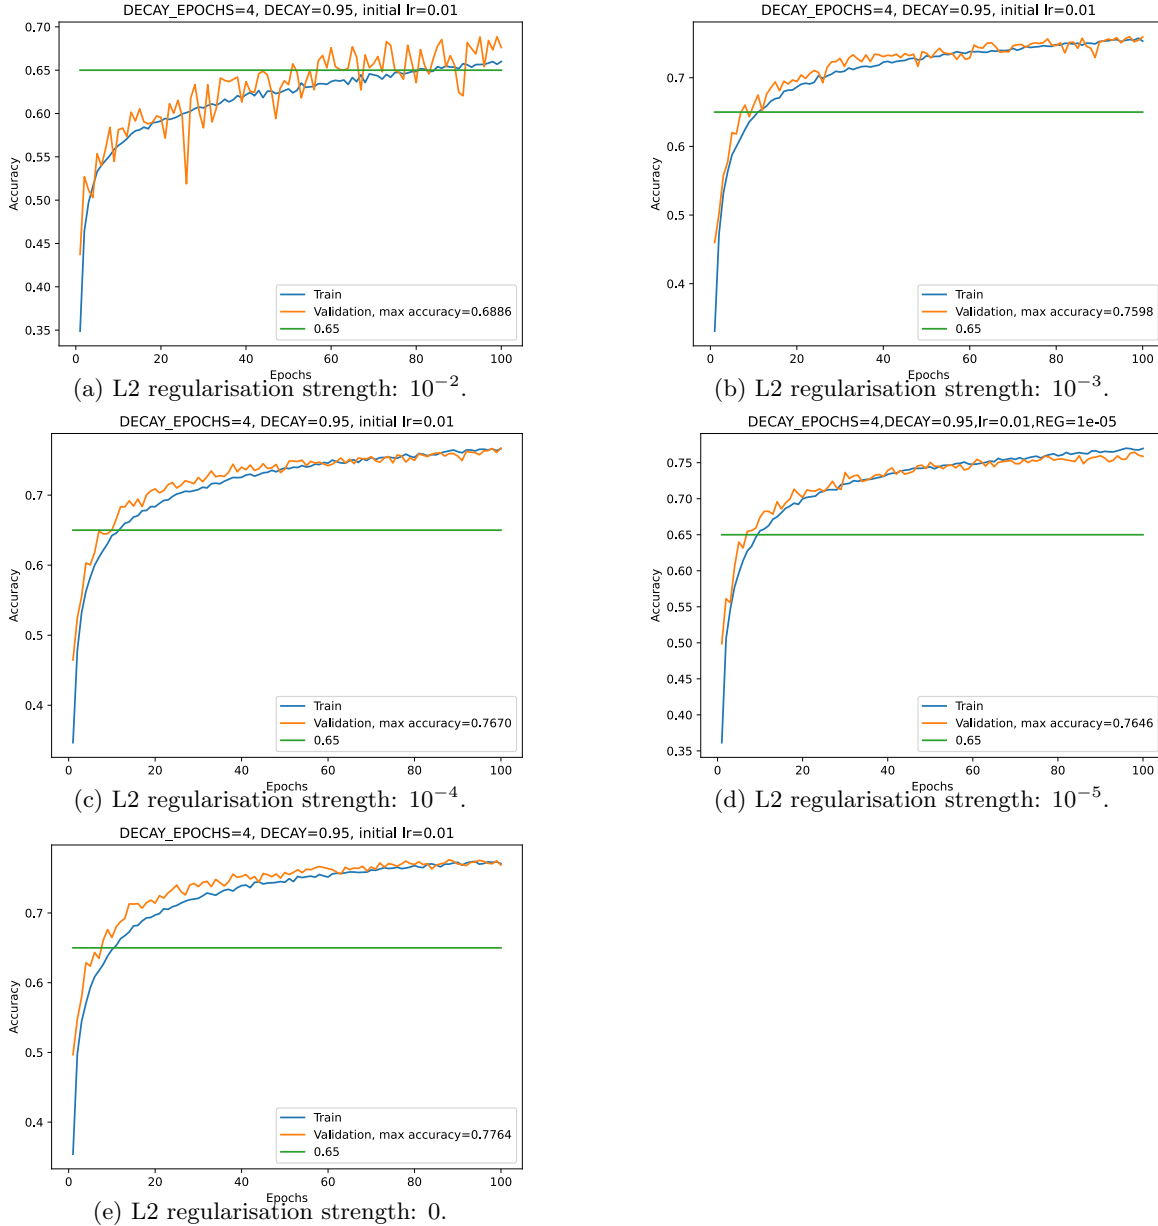 DECAY_EPOCHS=4, DECAY=0.95, initial lr=0.01
0.70
0.65
0.60
0.55
0.50
0.45
0.40
0.35
Accuracy
Train
Validation, max accuracy=0.6886
0.65
0 20 40 60 80 100
Epochs
(a) L2 regularisation strength: 10⁻².
DECAY_EPOCHS=4, DECAY=0.95, initial lr=0.01
0.7
0.6
0.5
0.4
Accuracy
Train
Validation, max accuracy=0.7598
0.65
0 20 40 60 80 100
Epochs
(b) L2 regularisation strength: 10⁻³.
DECAY_EPOCHS=4, DECAY=0.95, initial lr=0.01
0.7
0.6
0.5
0.4
Accuracy
Train
Validation, max accuracy=0.7670
0.65
0 20 40 60 80 100
Epochs
(c) L2 regularisation strength: 10⁻⁴.
DECAY_EPOCHS=4,DECAY=0.95,lr=0.01,REG=1e-05
0.75
0.70
0.65
0.60
0.55
0.50
0.45
0.40
0.35
Accuracy
Train
Validation, max accuracy=0.7646
0.65
0 20 40 60 80 100
Epochs
(d) L2 regularisation strength: 10⁻⁵.
DECAY_EPOCHS=4, DECAY=0.95, initial lr=0.01
0.7
0.6
0.5
0.4
Accuracy
Train
Validation, max accuracy=0.7764
0.65
0 20 40 60 80 100
Epochs
(e) L2 regularisation strength: 0.